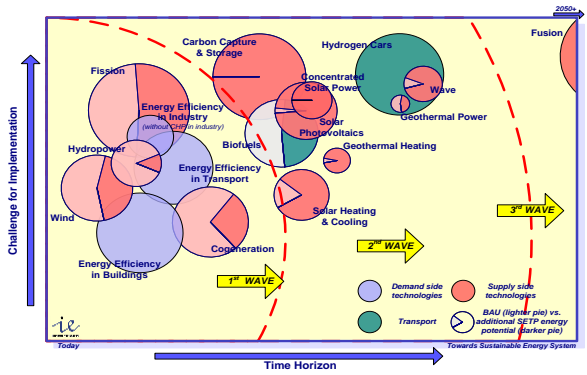 2050+
Carbon Capture
& Storage
Hydrogen Cars
Fusion
Fission
Concentrated
Solar Power
Wave
Energy Efficiency
in Industry
(without CHP in industry)
Geothermal Power
Solar
Photovoltaics
Hydropower
Biofuels
Geothermal Heating
Energy Efficiency
in Transport
Wind
Solar Heating
& Cooling
3rd WAVE
Cogeneration
2nd WAVE
Energy Efficiency
in Buildings
1st WAVE
Demand side
technologies
Supply side
technologies
Transport
BAU (lighter pie) vs.
additional SETP energy
potential (darker pie)
ie
Today
Towards Sustainable Energy System
Time Horizon
Challenge for Implementation